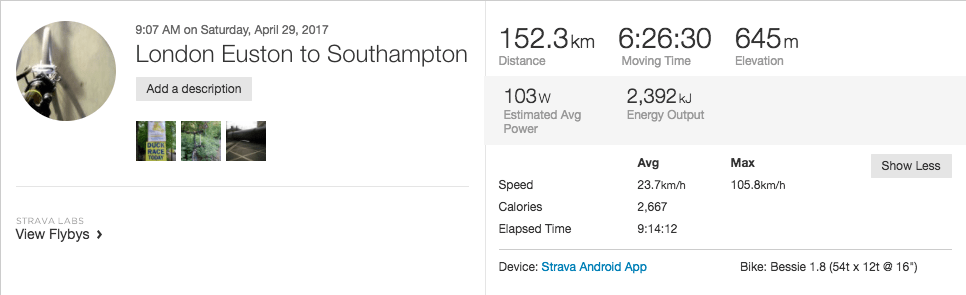 9:07 AM on Saturday, April 29, 2017
London Euston to Southampton
Add a description
DUCK
RACE
TODAY
STRAVA LABS
View Flybys
152.3km 6:26:30 645m
Distance Moving Time Elevation
103W 2,392kJ
Estimated Avg Energy Output
Power
Avg Max
Show Less
Speed 23.7km/h 105.8km/h
Calories 2,667
Elapsed Time 9:14:12
Device: Strava Android App Bike: Bessie 1.8 (54t x 12t @ 16")